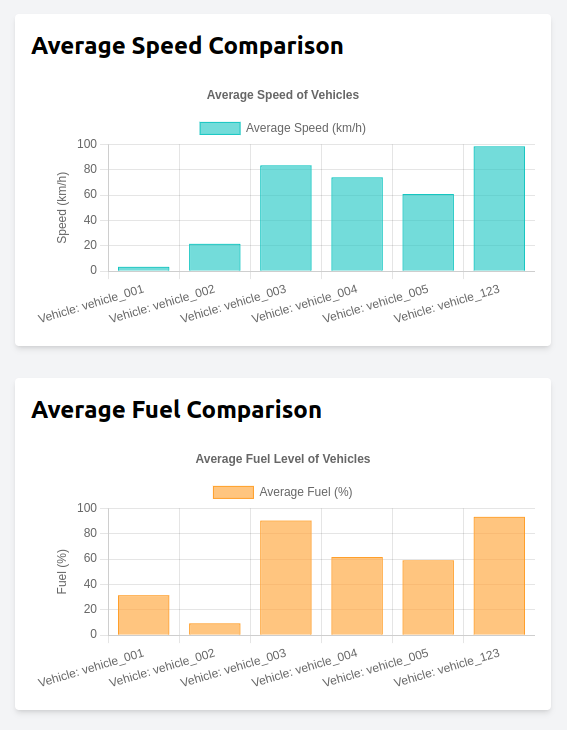 Average Speed Comparison
Average Speed of Vehicles
Average Speed (km/h)
Speed (km/h)
100
80
60
40
20
0
Vehicle: vehicle_001
Vehicle: vehicle_002
Vehicle: vehicle_003
Vehicle: vehicle_004
Vehicle: vehicle_005
Vehicle: vehicle_123
Average Fuel Comparison
Average Fuel Level of Vehicles
Average Fuel (%)
Fuel (%)
100
80
60
40
20
0
Vehicle: vehicle_001
Vehicle: vehicle_002
Vehicle: vehicle_003
Vehicle: vehicle_004
Vehicle: vehicle_005
Vehicle: vehicle_123